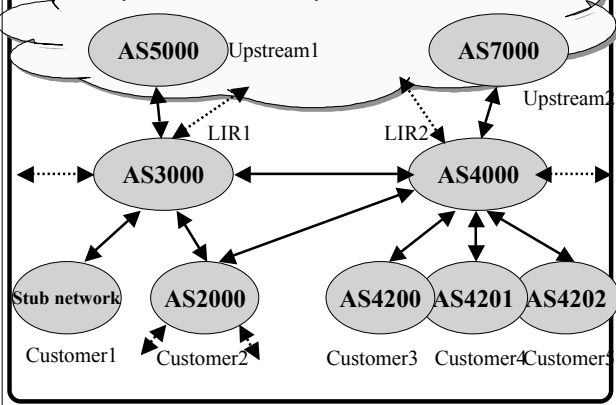 AS5000
Upstream1
AS7000
Upstream2
LIR1
LIR2
AS3000
AS4000
Stub network
AS2000
AS4200
AS4201
AS4202
Customer1
Customer2
Customer3
Customer4
Customer5